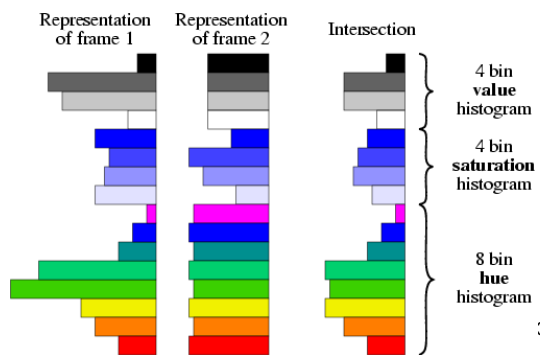 Representation
of frame 1
Representation
of frame 2
Intersection
4 bin
value
histogram
4 bin
saturation
histogram
8 bin
hue
histogram